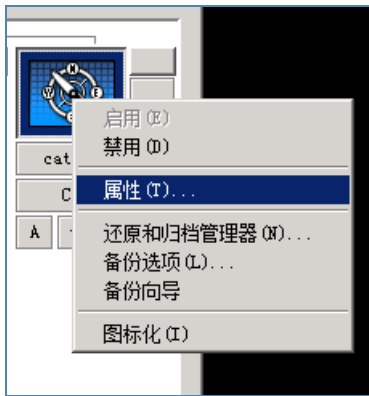 N
W
E
启用(E)
禁用(D)
cat
属性(T)...
C
A
还原和归档管理器(N)...
备份选项(L)...
备份向导
图标化(I)